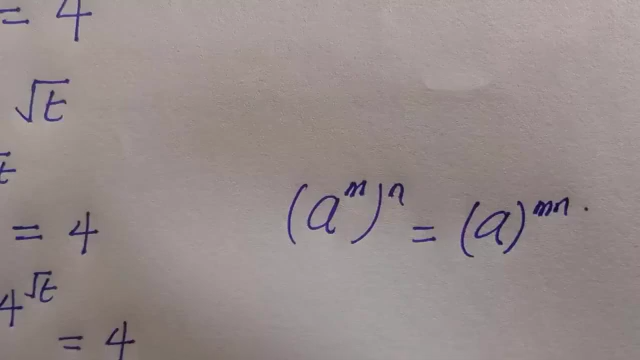 = 4
√t
√t
= 4
(a^m)^n = (a)^mn.
4^√t
= 4